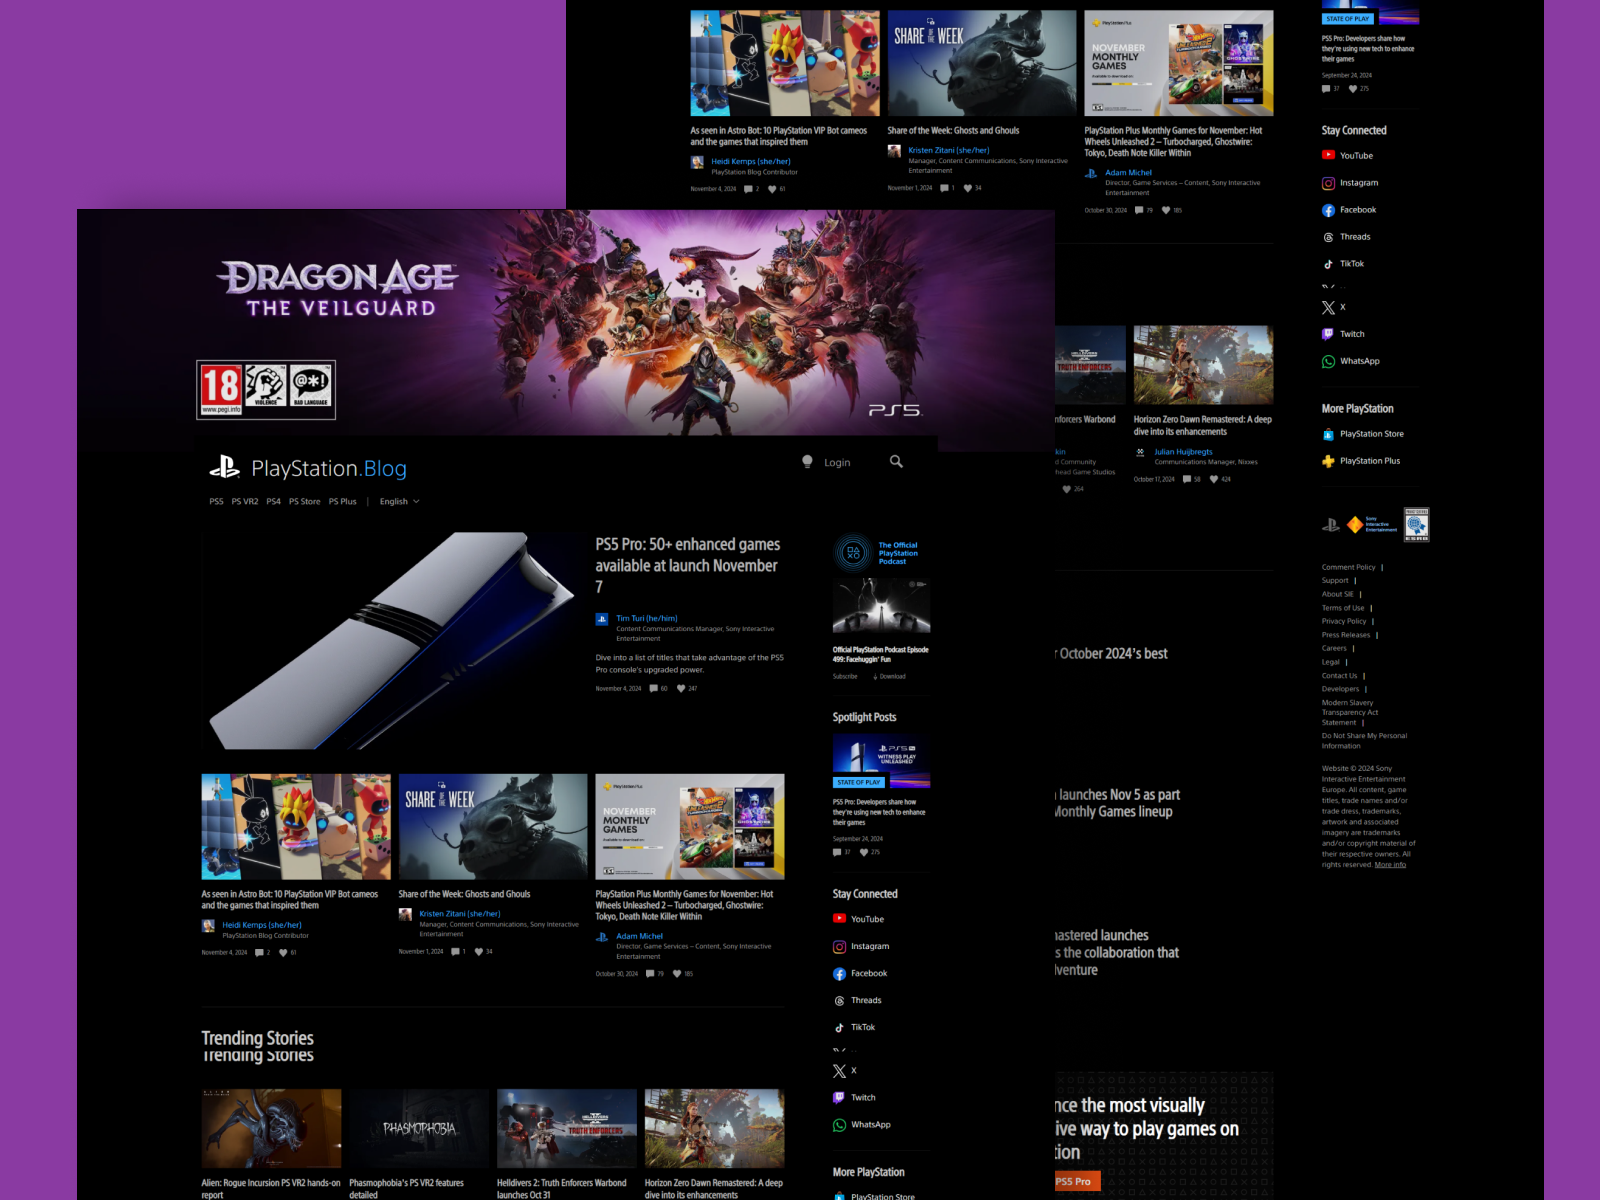 STATE OF PLAY
PS5 Pro: Developers share how
they're using new tech to enhance
their games
September 24, 2024
37 275
SHARE OF THE WEEK
PlayStation Plus
NOVEMBER
MONTHLY
GAMES
As seen in Astro Bot: 10 PlayStation VIP Bot cameos
and the games that inspired them
Heidi Kemps (she/her)
PlayStation Blog Contributor
November 4, 2024 2 61
Share of the Week: Ghosts and Ghouls
Kristen Zitani (she/her)
Manager, Content Communications, Sony Interactive
Entertainment
November 1, 2024 1 34
PlayStation Plus Monthly Games for November: Hot
Wheels Unleashed 2 – Turbocharged, Ghostwire:
Tokyo, Death Note Killer Within
Adam Michel
Director, Game Services – Content, Sony Interactive
Entertainment
October 30, 2024 79 185
Stay Connected
YouTube
Instagram
Facebook
Threads
TikTok
X
Twitch
WhatsApp
More PlayStation
PlayStation Store
PlayStation Plus
Sony
Interactive
Entertainment
Comment Policy |
Support |
About SIE |
Terms of Use |
Privacy Policy |
Press Releases |
Careers |
Legal |
Contact Us |
Developers |
Modern Slavery
Transparency Act
Statement |
Do Not Share My Personal
Information
Website © 2024 Sony
Interactive Entertainment
Europe. All content, game
titles, trade names and/or
trade dress, trademarks,
artwork and associated
imagery are trademarks
and/or copyright material of
their respective owners. All
rights reserved. More info
TRUTH ENFORCERS
nforcers Warbond
kin
d Community
head Game Studios
264
Horizon Zero Dawn Remastered: A deep
dive into its enhancements
Julian Huijbregts
Communications Manager, Nixxes
October 17, 2024 58 424
r October 2024's best
launches Nov 5 as part
Monthly Games lineup
astered launches
s the collaboration that
dventure
nce the most visually
ive way to play games on
tion
PS5 Pro
DRAGON AGE
THE VEILGUARD
18
www.pegi.info
VIOLENCE
BAD LANGUAGE
PS5
PlayStation.Blog
Login
PS5 PS VR2 PS4 PS Store PS Plus | English
PS5 Pro: 50+ enhanced games
available at launch November
7
Tim Turi (he/him)
Content Communications Manager, Sony Interactive
Entertainment
Dive into a list of titles that take advantage of the PS5
Pro console's upgraded power.
November 4, 2024 60 247
The Official
PlayStation
Podcast
Official PlayStation Podcast Episode
499: Facehuggin' Fun
Subscribe Download
Spotlight Posts
PS5 Pro
WITNESS PLAY
UNLEASHED
STATE OF PLAY
PS5 Pro: Developers share how
they're using new tech to enhance
their games
September 24, 2024
37 275
SHARE OF THE WEEK
PlayStation Plus
NOVEMBER
MONTHLY
GAMES
As seen in Astro Bot: 10 PlayStation VIP Bot cameos
and the games that inspired them
Heidi Kemps (she/her)
PlayStation Blog Contributor
November 4, 2024 2 61
Share of the Week: Ghosts and Ghouls
Kristen Zitani (she/her)
Manager, Content Communications, Sony Interactive
Entertainment
November 1, 2024 1 34
PlayStation Plus Monthly Games for November: Hot
Wheels Unleashed 2 – Turbocharged, Ghostwire:
Tokyo, Death Note Killer Within
Adam Michel
Director, Game Services – Content, Sony Interactive
Entertainment
October 30, 2024 79 185
Stay Connected
YouTube
Instagram
Facebook
Threads
TikTok
X
Twitch
WhatsApp
More PlayStation
PlayStation Store
Trending Stories
Trending Stories
PHASMOPHOBIA
HELLDIVERS
TRUTH ENFORCERS
Alien: Rogue Incursion PS VR2 hands-on
report
Phasmophobia's PS VR2 features
detailed
Helldivers 2: Truth Enforcers Warbond
launches Oct 31
Horizon Zero Dawn Remastered: A deep
dive into its enhancements